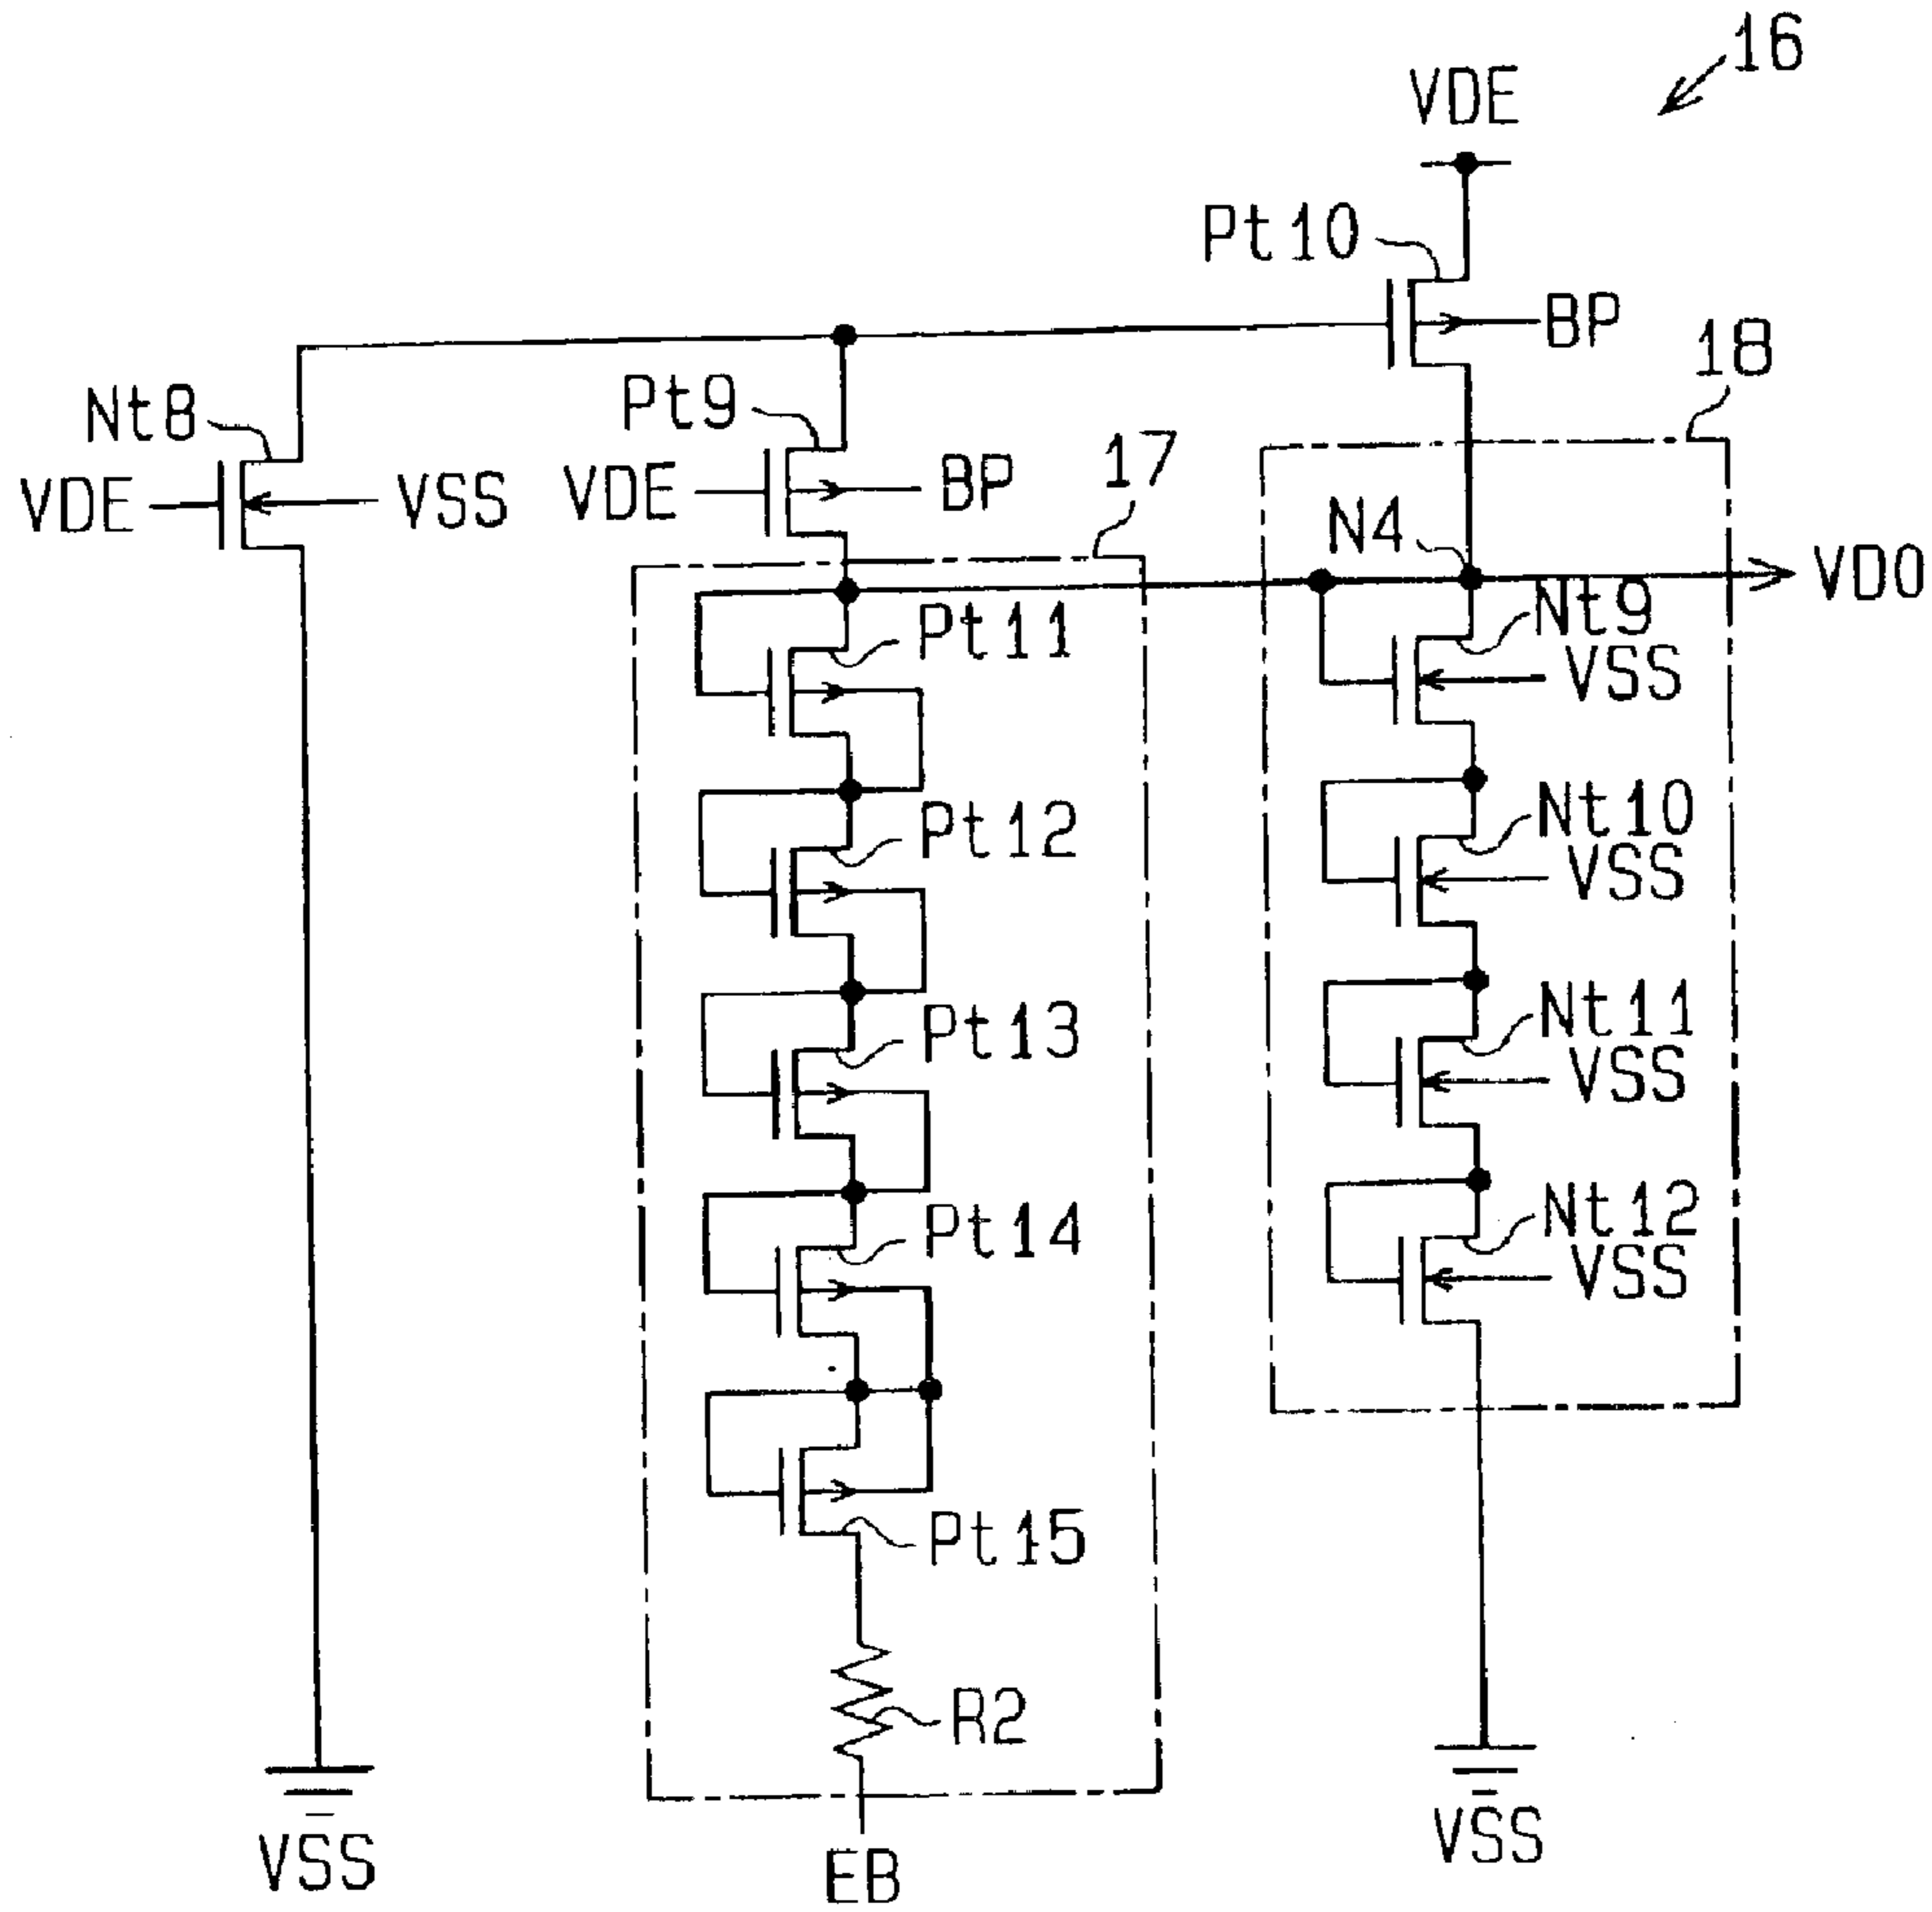 16
VDE
Pt10
BP
18
Nt8
Pt9
17
VDE
VSS
VDE
BP
N4
VD0
Nt9
VSS
Pt11
Nt10
VSS
Pt12
Nt11
VSS
Pt13
Nt12
VSS
Pt14
Pt15
R2
VSS
EB
VSS